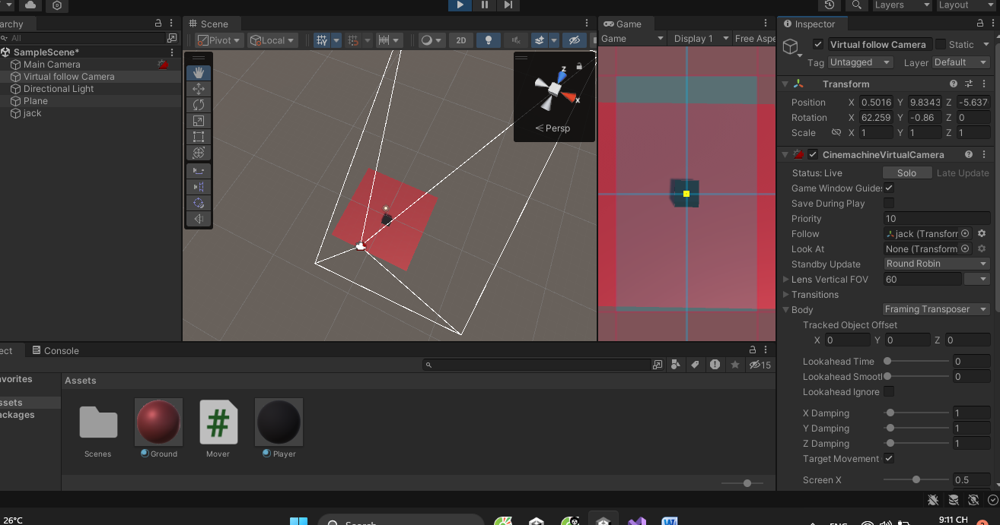 Layers
Layout
rarchy
Scene
Game
Inspector
All
Pivot
Local
2D
Game
Display 1
Free Aspe
Virtual follow Camera
Static
SampleScene*
Tag
Untagged
Layer
Default
Main Camera
Virtual follow Camera
Directional Light
Plane
jack
z
x
Persp
Transform
Position
X
0.5016
Y
9.8343
Z
-5.637
Rotation
X
62.259
Y
-0.86
Z
0
Scale
X
1
Y
1
Z
1
CinemachineVirtualCamera
Status: Live
Solo
Late Update
Game Window Guides
Save During Play
Priority
10
Follow
jack (Transform
Look At
None (Transform
Standby Update
Round Robin
Lens Vertical FOV
60
Transitions
Body
Framing Transposer
Tracked Object Offset
X
0
Y
0
Z
0
Lookahead Time
0
Lookahead Smootl
0
Lookahead Ignore
X Damping
1
Y Damping
1
Z Damping
1
Target Movement
Screen X
0.5
ect
Console
15
avorites
Assets
ssets
ackages
Scenes
Ground
#
Mover
Player
26°C
Search
ENG
9:11 CH